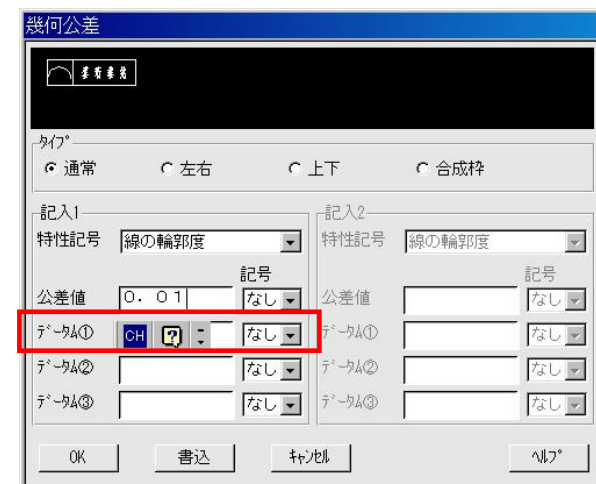 幾何公差
ﾀｲﾌﾟ
通常 左右 上下 合成枠
記入1 記入2
特性記号 線の輪郭度 特性記号 線の輪郭度
記号 記号
公差値 0．01 なし 公差値 なし
ﾃﾞｰﾀﾑ① CH なし ﾃﾞｰﾀﾑ① なし
ﾃﾞｰﾀﾑ② なし ﾃﾞｰﾀﾑ② なし
ﾃﾞｰﾀﾑ③ なし ﾃﾞｰﾀﾑ③ なし
OK 書込 ｷｬﾝｾﾙ ﾍﾙﾌﾟ